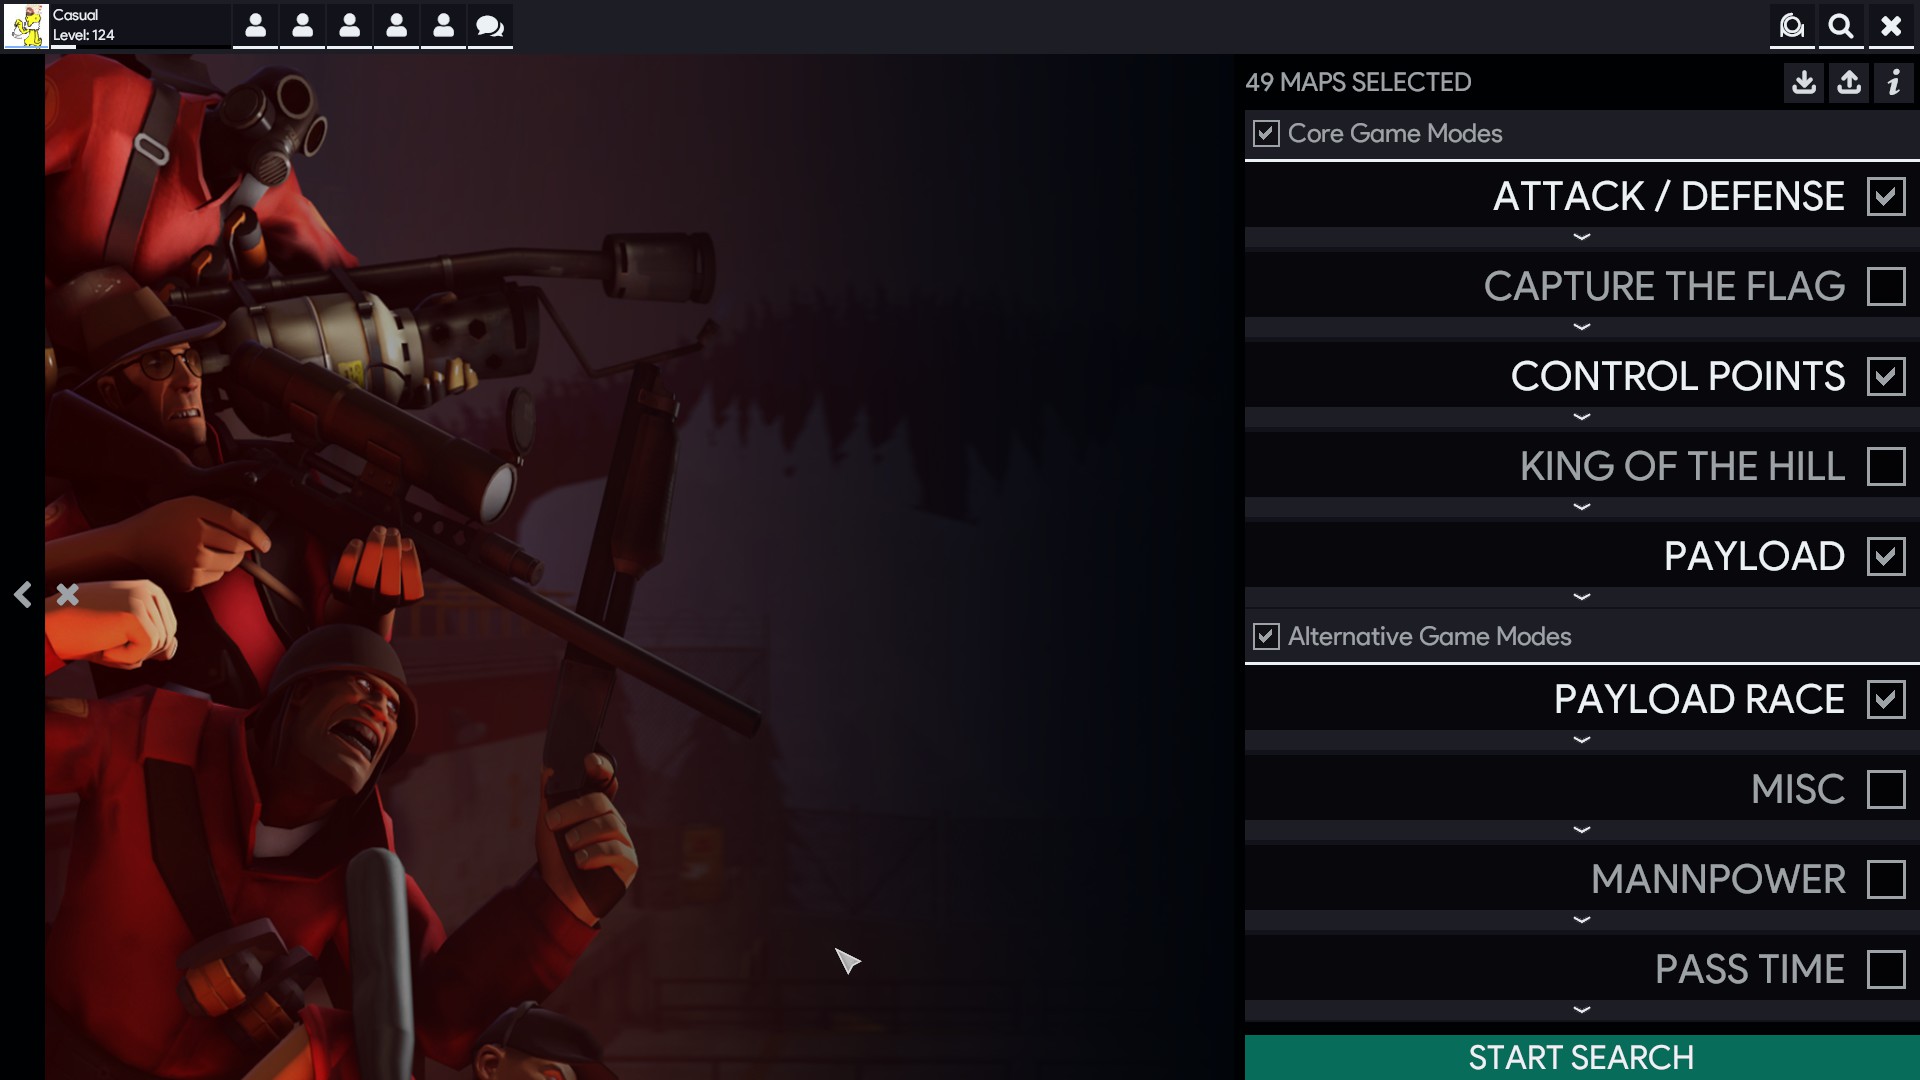 Casual
Level: 124
49 MAPS SELECTED
Core Game Modes
ATTACK / DEFENSE
CAPTURE THE FLAG
CONTROL POINTS
KING OF THE HILL
PAYLOAD
Alternative Game Modes
PAYLOAD RACE
MISC
MANNPOWER
PASS TIME
START SEARCH